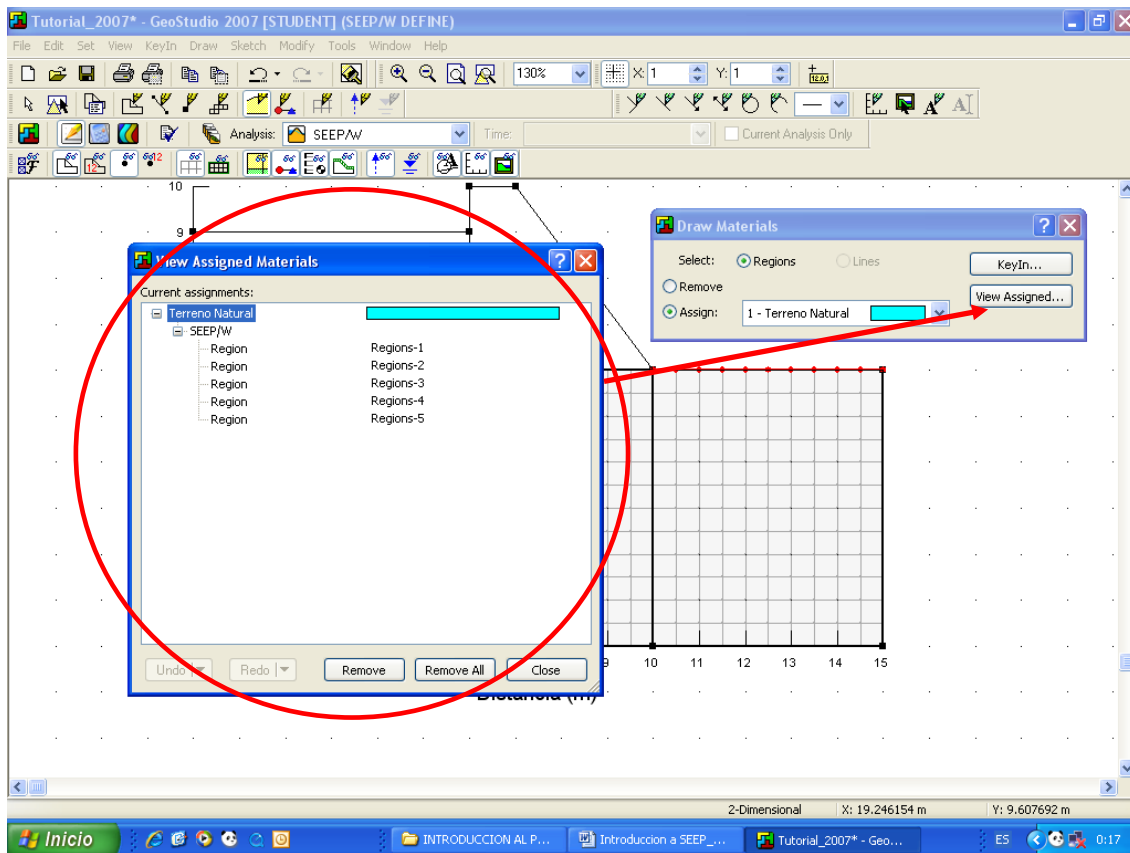 Tutorial_2007* - GeoStudio 2007 [STUDENT] (SEEP/W DEFINE)
File Edit Set View KeyIn Draw Sketch Modify Tools Window Help
130% X: 1 Y: 1
12.0,1
Analysis: SEEP/W Time: Current Analysis Only
10
9
Draw Materials
Select: Regions Lines KeyIn...
Remove View Assigned...
Assign: 1 - Terreno Natural
View Assigned Materials
Current assignments:
Terreno Natural
SEEP/W
Region Regions-1
Region Regions-2
Region Regions-3
Region Regions-4
Region Regions-5
Undo Redo Remove Remove All Close
9 10 11 12 13 14 15
Distancia (m)
2-Dimensional X: 19.246154 m Y: 9.607692 m
Inicio INTRODUCCION AL P... Introduccion a SEEP_... Tutorial_2007* - Geo... ES 0:17